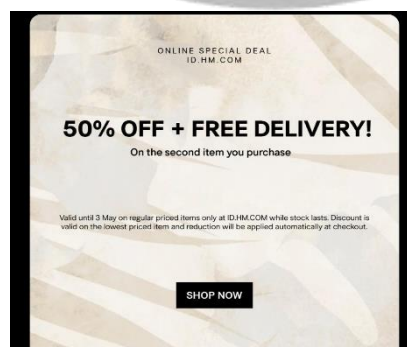 ONLINE SPECIAL DEAL
ID.HM.COM
50% OFF + FREE DELIVERY!
On the second item you purchase
Valid until 3 May on regular priced items only at ID.HM.COM while stock lasts. Discount is
valid on the lowest priced item and reduction will be applied automatically at checkout.
SHOP NOW